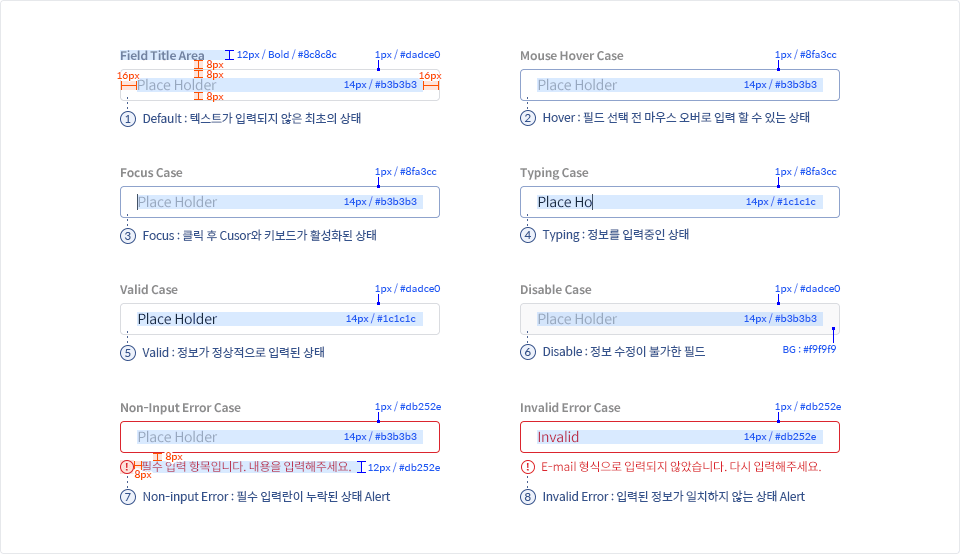 Field Title Area
12px / Bold / #8c8c8c
1px / #dadce0
8px
16px
8px
16px
Place Holder
14px / #b3b3b3
8px
1 Default : 텍스트가 입력되지 않은 최초의 상태
Mouse Hover Case
1px / #8fa3cc
Place Holder
14px / #b3b3b3
2 Hover : 필드 선택 전 마우스 오버로 입력 할 수 있는 상태
Focus Case
1px / #8fa3cc
Place Holder
14px / #b3b3b3
3 Focus : 클릭 후 Cusor와 키보드가 활성화된 상태
Typing Case
1px / #8fa3cc
Place Ho
14px / #1c1c1c
4 Typing : 정보를 입력중인 상태
Valid Case
1px / #dadce0
Place Holder
14px / #1c1c1c
5 Valid : 정보가 정상적으로 입력된 상태
Disable Case
1px / #dadce0
Place Holder
14px / #b3b3b3
BG : #f9f9f9
6 Disable : 정보 수정이 불가한 필드
Non-Input Error Case
1px / #db252e
Place Holder
14px / #b3b3b3
8px
! 필수 입력 항목입니다. 내용을 입력해주세요.
12px / #db252e
8px
7 Non-input Error : 필수 입력란이 누락된 상태 Alert
Invalid Error Case
1px / #db252e
Invalid
14px / #db252e
! E-mail 형식으로 입력되지 않았습니다. 다시 입력해주세요.
8 Invalid Error : 입력된 정보가 일치하지 않는 상태 Alert